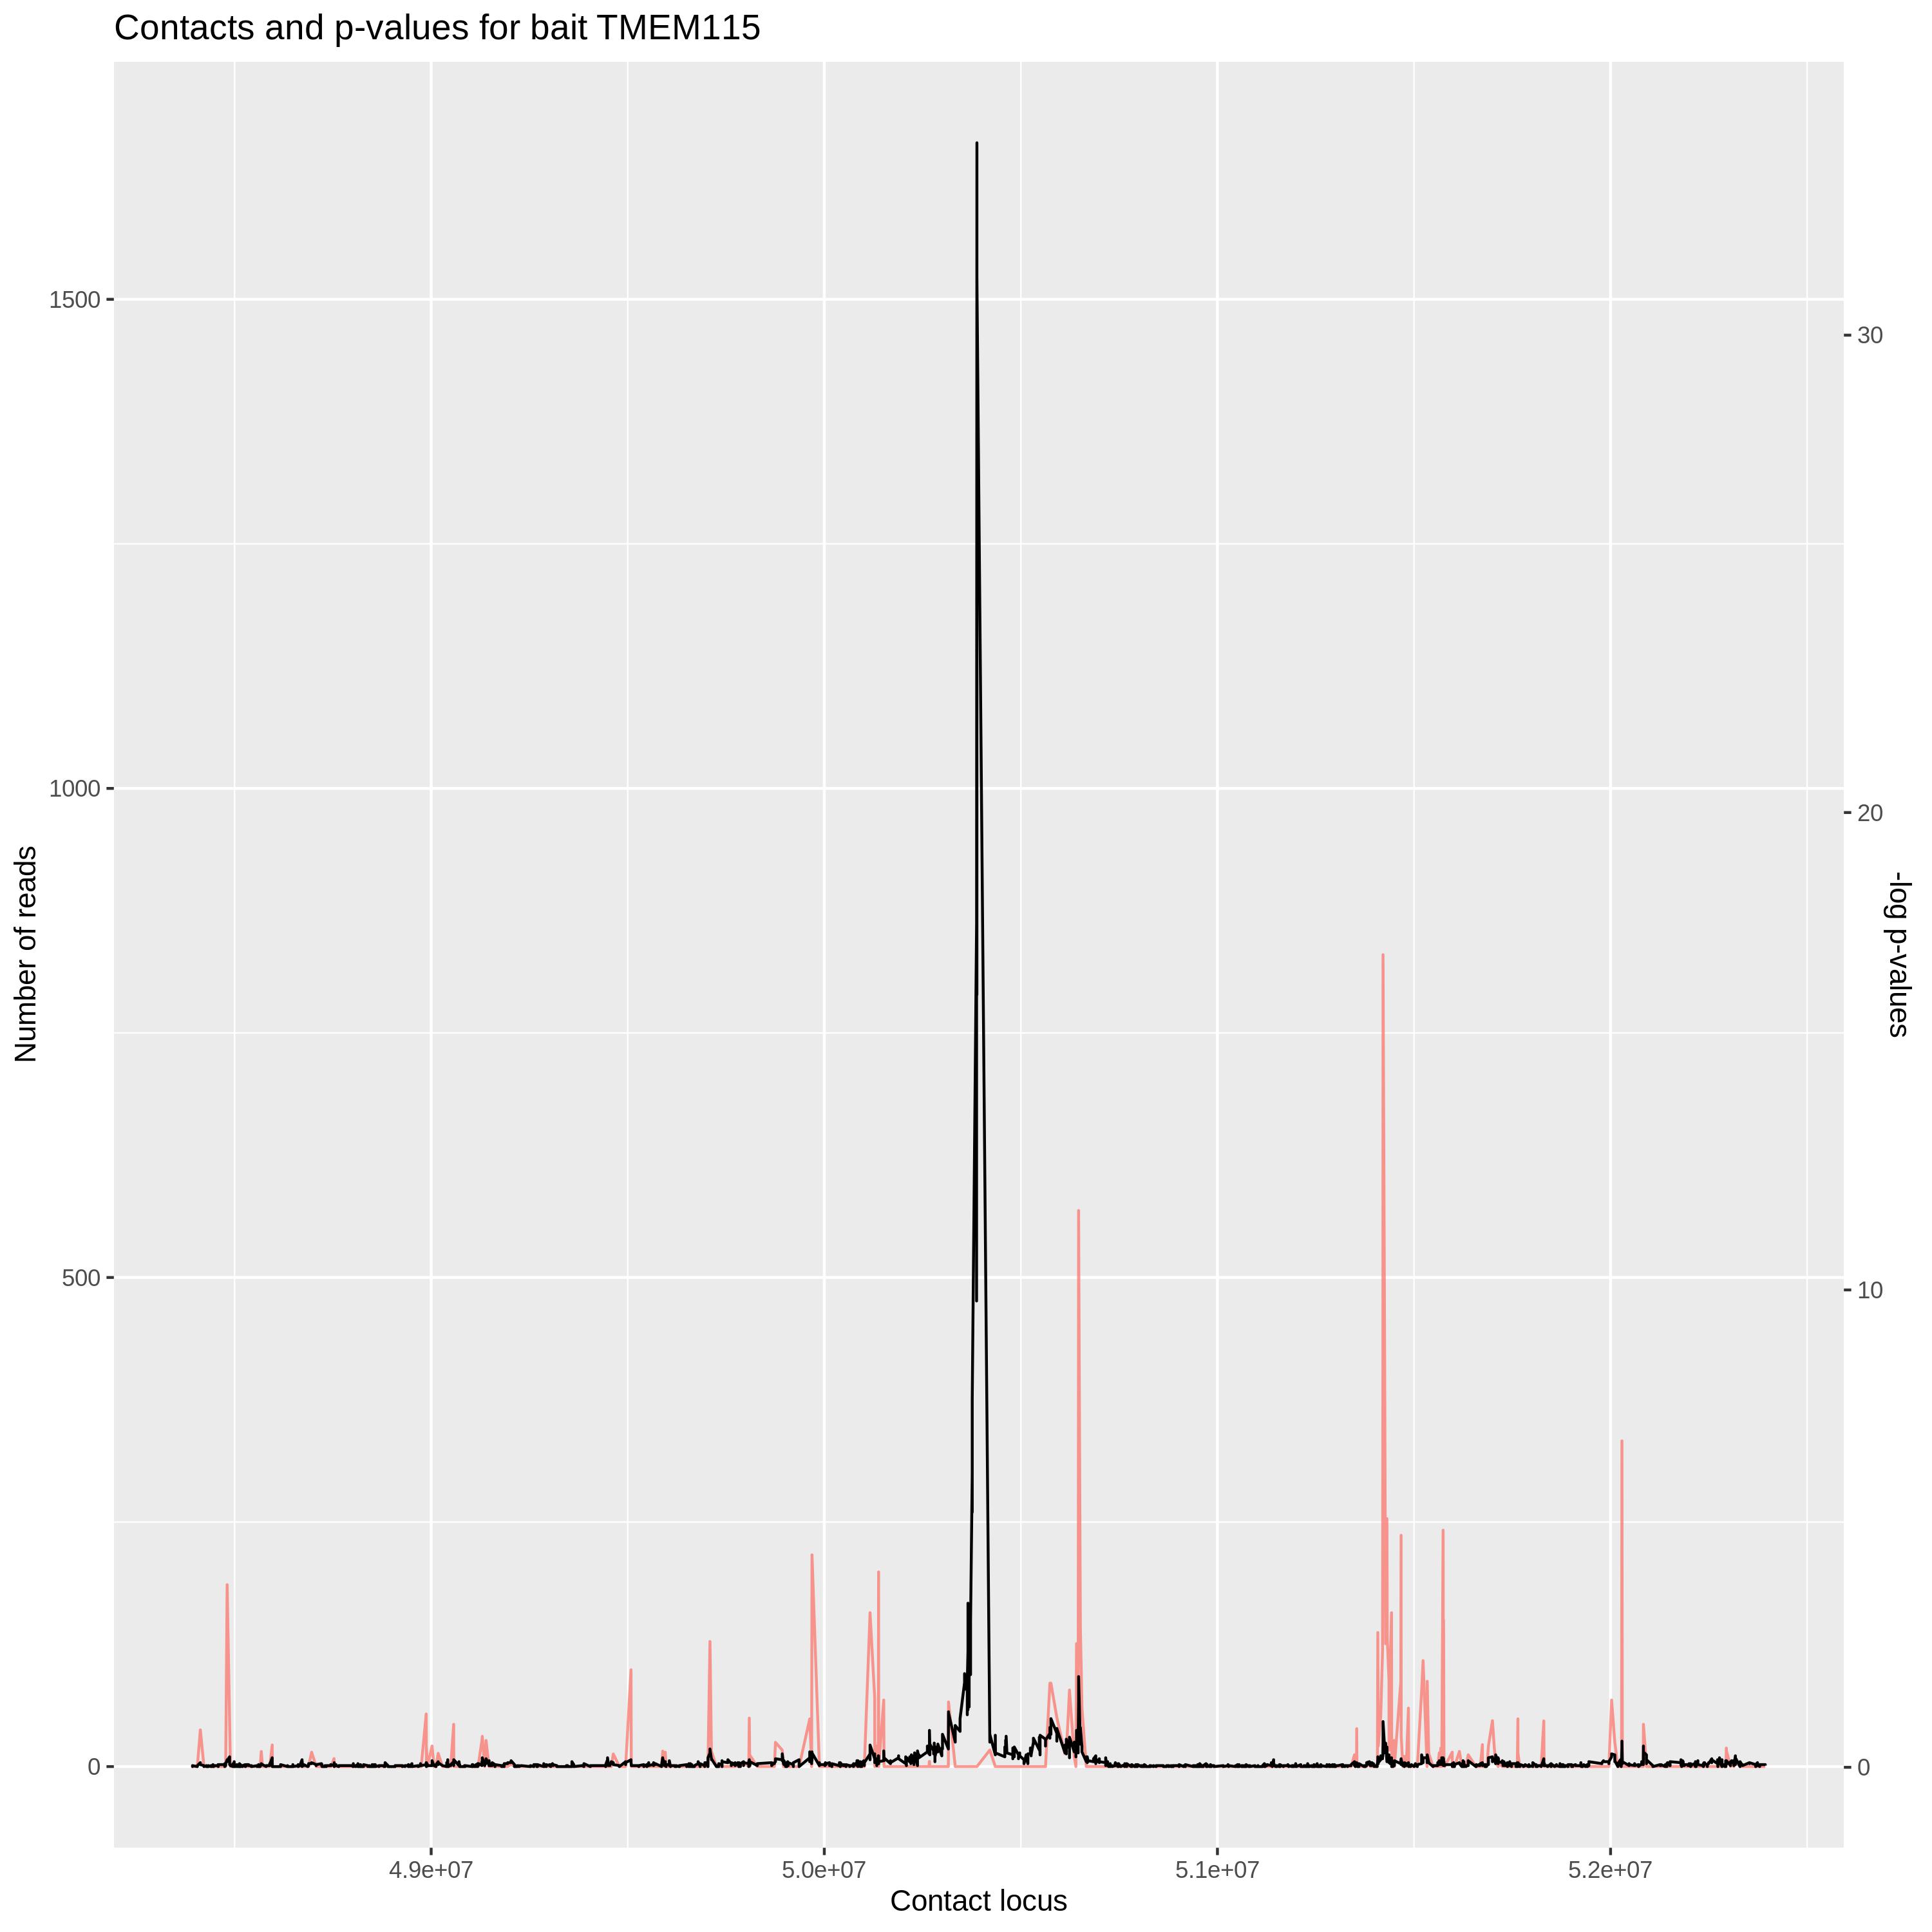 Contacts and p-values for bait TMEM115
Number of reads
1500
1000
500
0
30
20
10
0
-log p-values
4.9e+07
5.0e+07
5.1e+07
5.2e+07
Contact locus